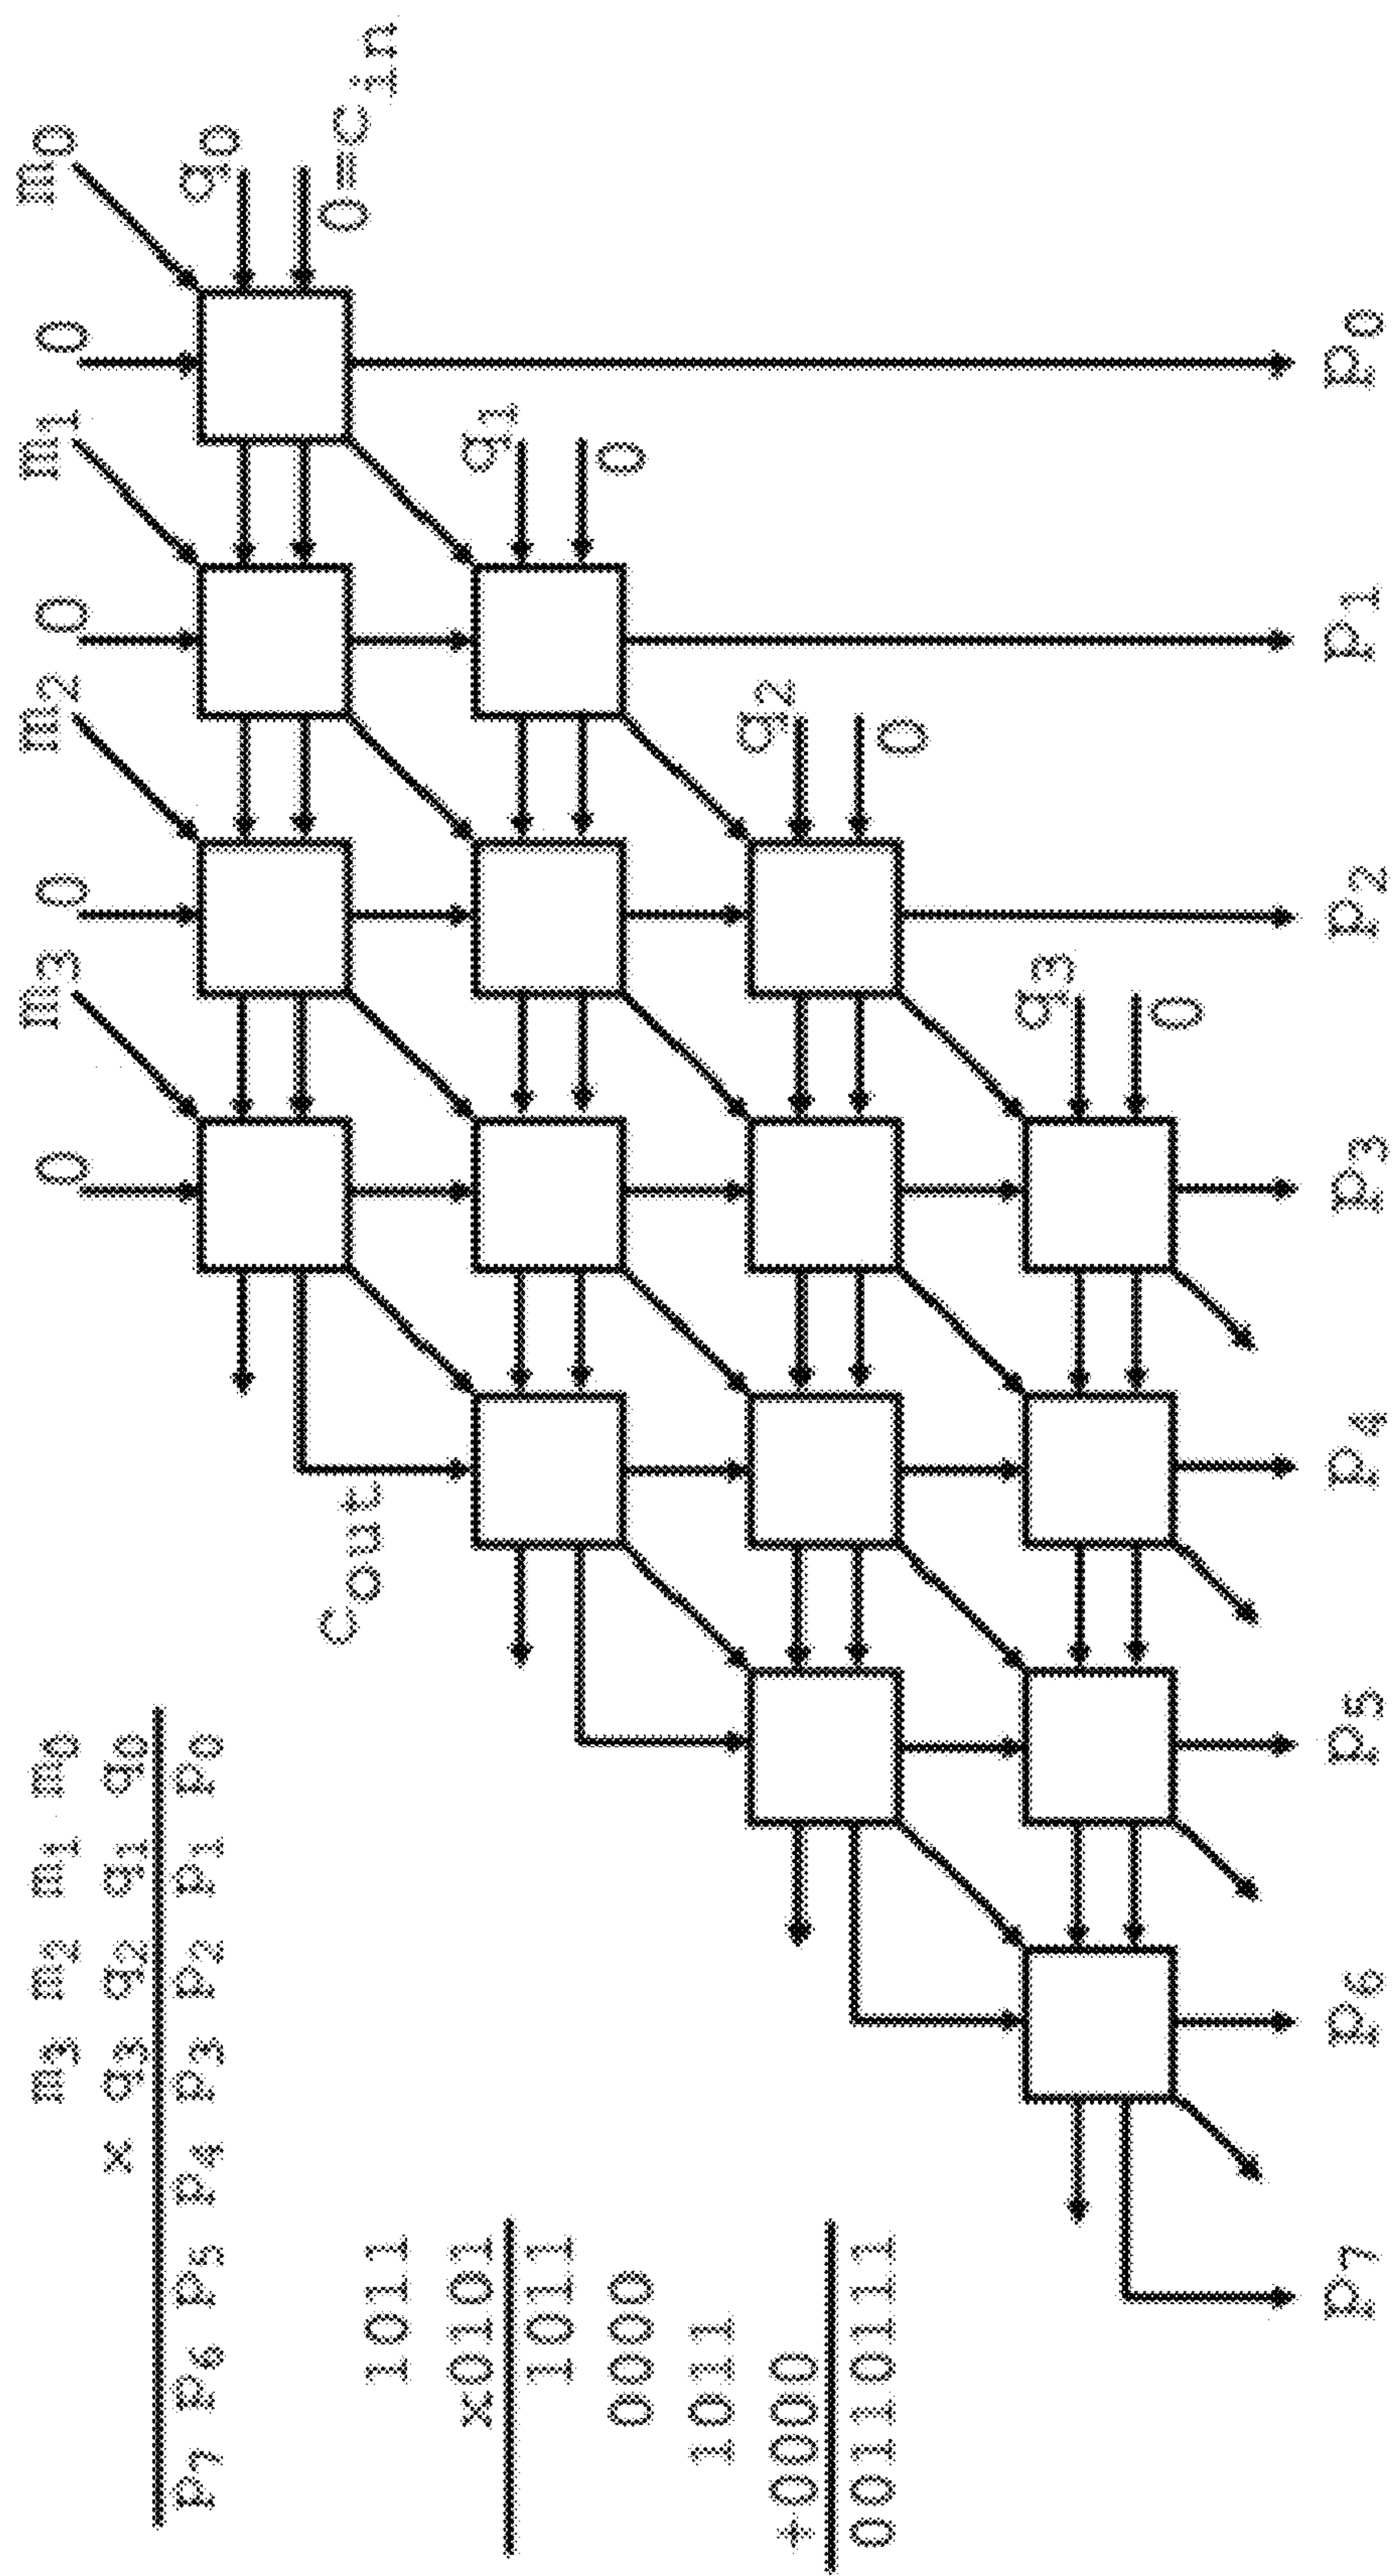 m3 m2 m1 m0
x q3 q2 q1 q0
P7 P6 P5 P4 P3 P2 P1 P0
1011
x0101
1011
0000
1011
+0000
00110111
0 m3 0 m2 0 m1 0 m0
q0
0=Cin
Cout
q1
0
q2
0
q3
0
P7 P6 P5 P4 P3 P2 P1 P0